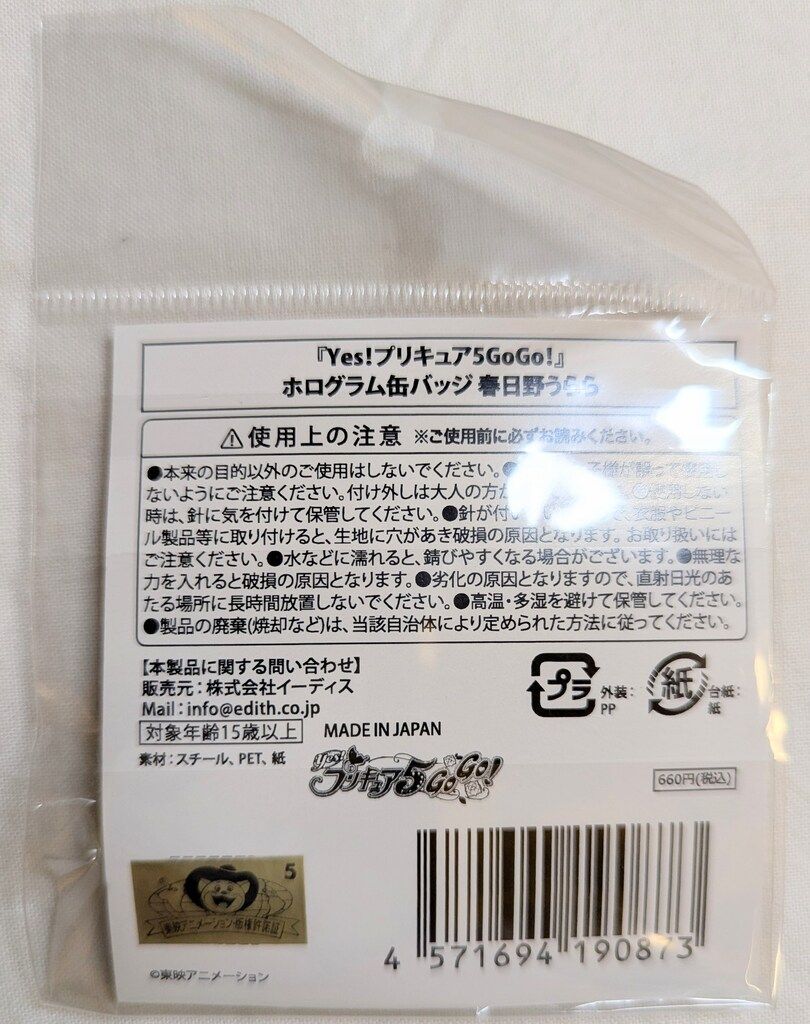 『Yes!プリキュア5GoGo!』
ホログラム缶バッジ 春日野うらら
⚠使用上の注意 ※ご使用前に必ずお読みください。
●本来の目的以外のご使用はしないでください。
ないようにご注意ください。付け外しは大人の方が 使用しない
時は、針に気を付けて保管してください。●針が付い 衣服やビニー
ル製品等に取り付けると、生地に穴があき破損の原因となります。お取り扱いには
ご注意ください。●水などに濡れると、錆びやすくなる場合がございます。●無理な
力を入れると破損の原因となります。●劣化の原因となりますので、直射日光のあ
たる場所に長時間放置しないでください。●高温・多湿を避けて保管してください。
●製品の廃棄(焼却など)は、当該自治体により定められた方法に従ってください。
【本製品に関する問い合わせ】
販売元:株式会社イーディス
Mail:info@edith.co.jp
プラ 外装:
PP
紙 台紙:
紙
対象年齢15歳以上 MADE IN JAPAN
素材:スチール、PET、紙
Yes!プリキュア5GoGo!
660円(税込)
5
東映アニメーション・版権許諾証
4 571694 190873
©東映アニメーション